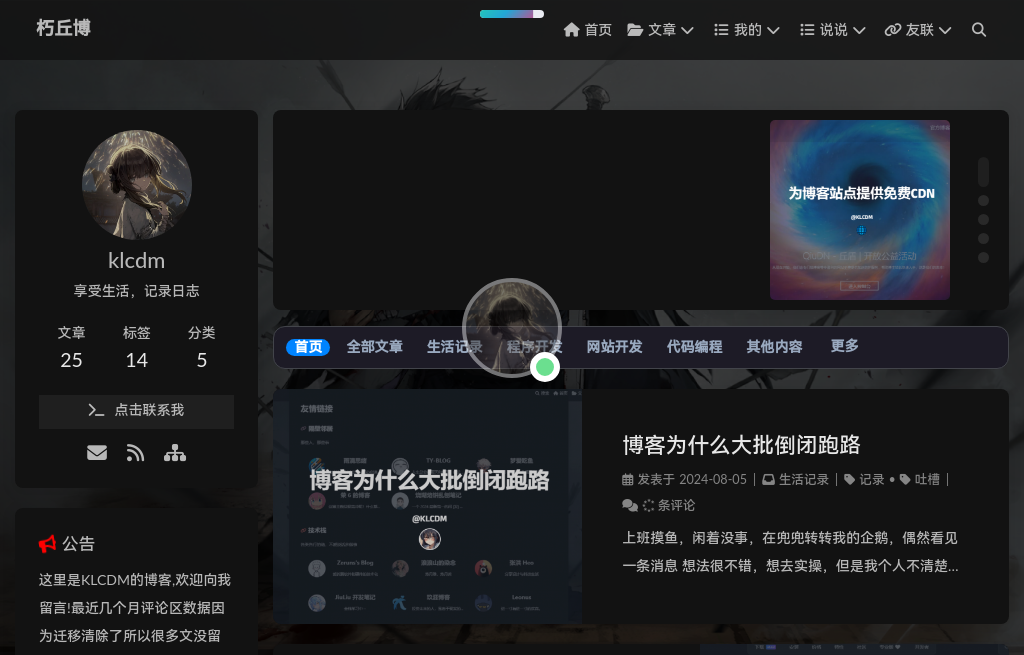 朽丘博
首页 文章 我的 说说 友联
为博客站点提供免费CDN
@KLCDM
klcdm
享受生活，记录日志
文章 标签 分类
25 14 5
点击联系我
首页 全部文章 生活记录 程序开发 网站开发 代码编程 其他内容 更多
友情链接
博客为什么大批倒闭跑路
@KLCDM
博客为什么大批倒闭跑路
发表于 2024-08-05 | 生活记录 | 记录 • 吐槽 |
条评论
上班摸鱼，闲着没事，在兜兜转转我的企鹅，偶然看见
一条消息 想法很不错，想去实操，但是我个人不清楚...
公告
这里是KLCDM的博客,欢迎向我
留言!最近几个月评论区数据因
为迁移清除了所以很多文没留